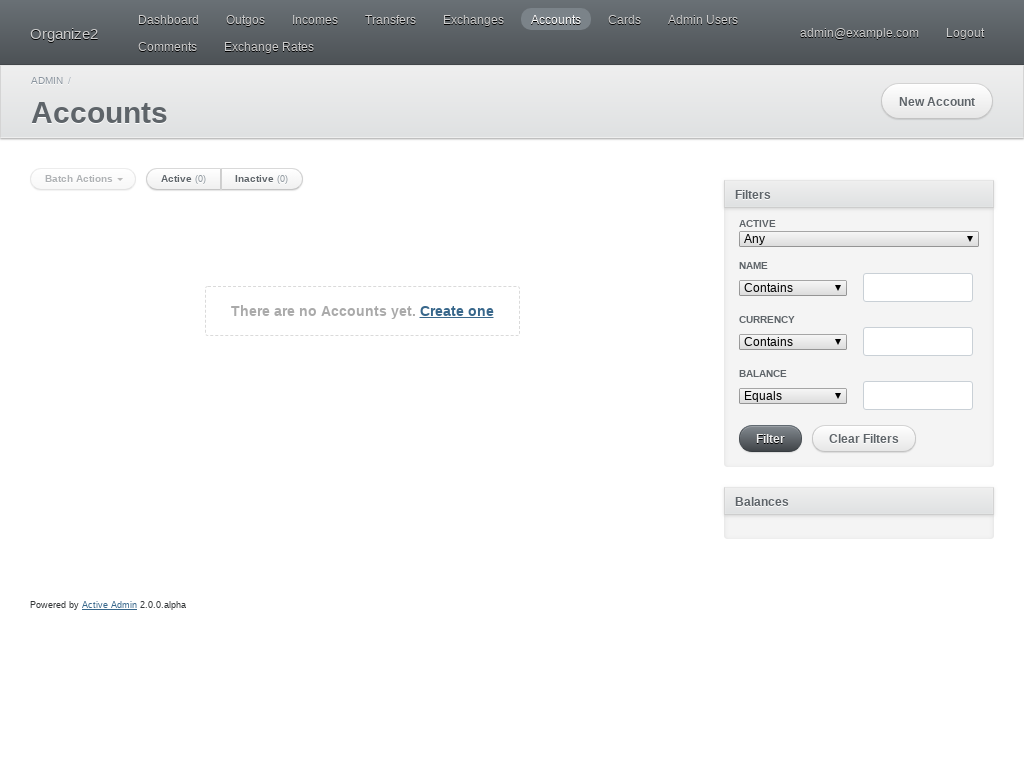 Organize2
Dashboard Outgos Incomes Transfers Exchanges Accounts Cards Admin Users
Comments Exchange Rates
admin@example.com Logout
ADMIN /
Accounts
New Account
Batch Actions Active (0) Inactive (0)
There are no Accounts yet. Create one
Filters
ACTIVE
Any
NAME
Contains
CURRENCY
Contains
BALANCE
Equals
Filter Clear Filters
Balances
Powered by Active Admin 2.0.0.alpha